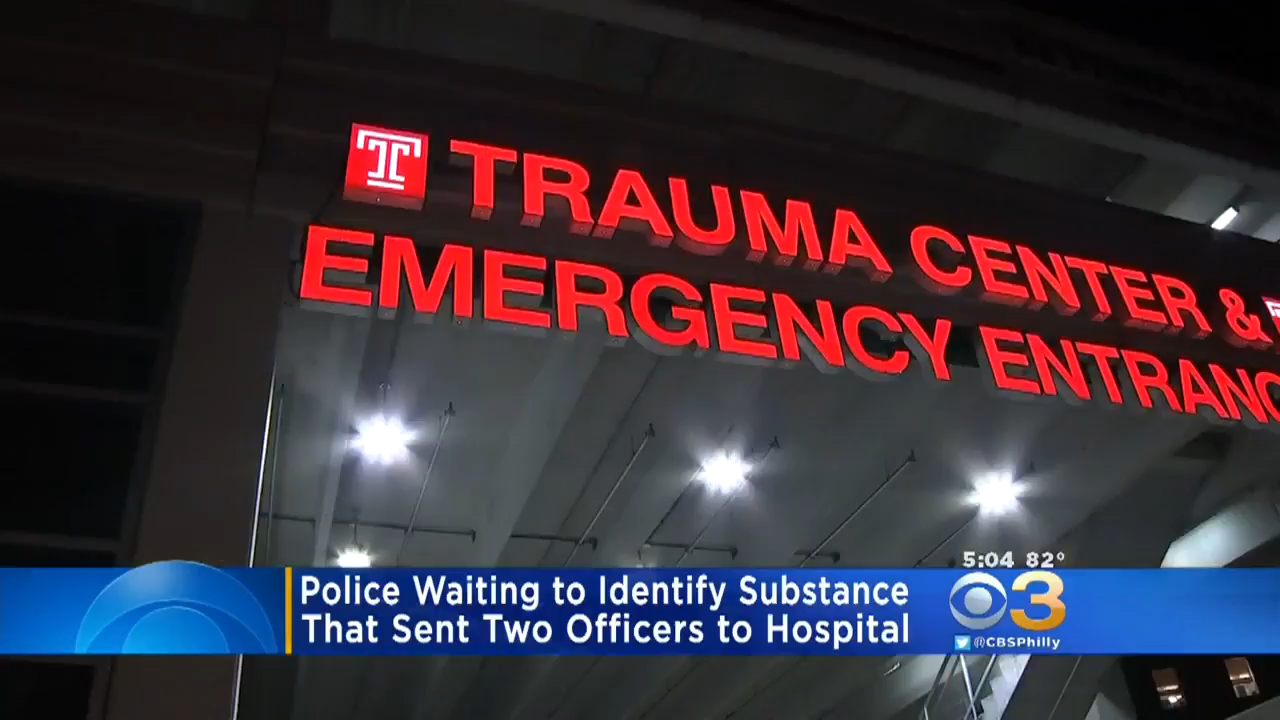 T TRAUMA CENTER &
EMERGENCY ENTRANC
5:04 82°
Police Waiting to Identify Substance
That Sent Two Officers to Hospital
3
@CBSPhilly